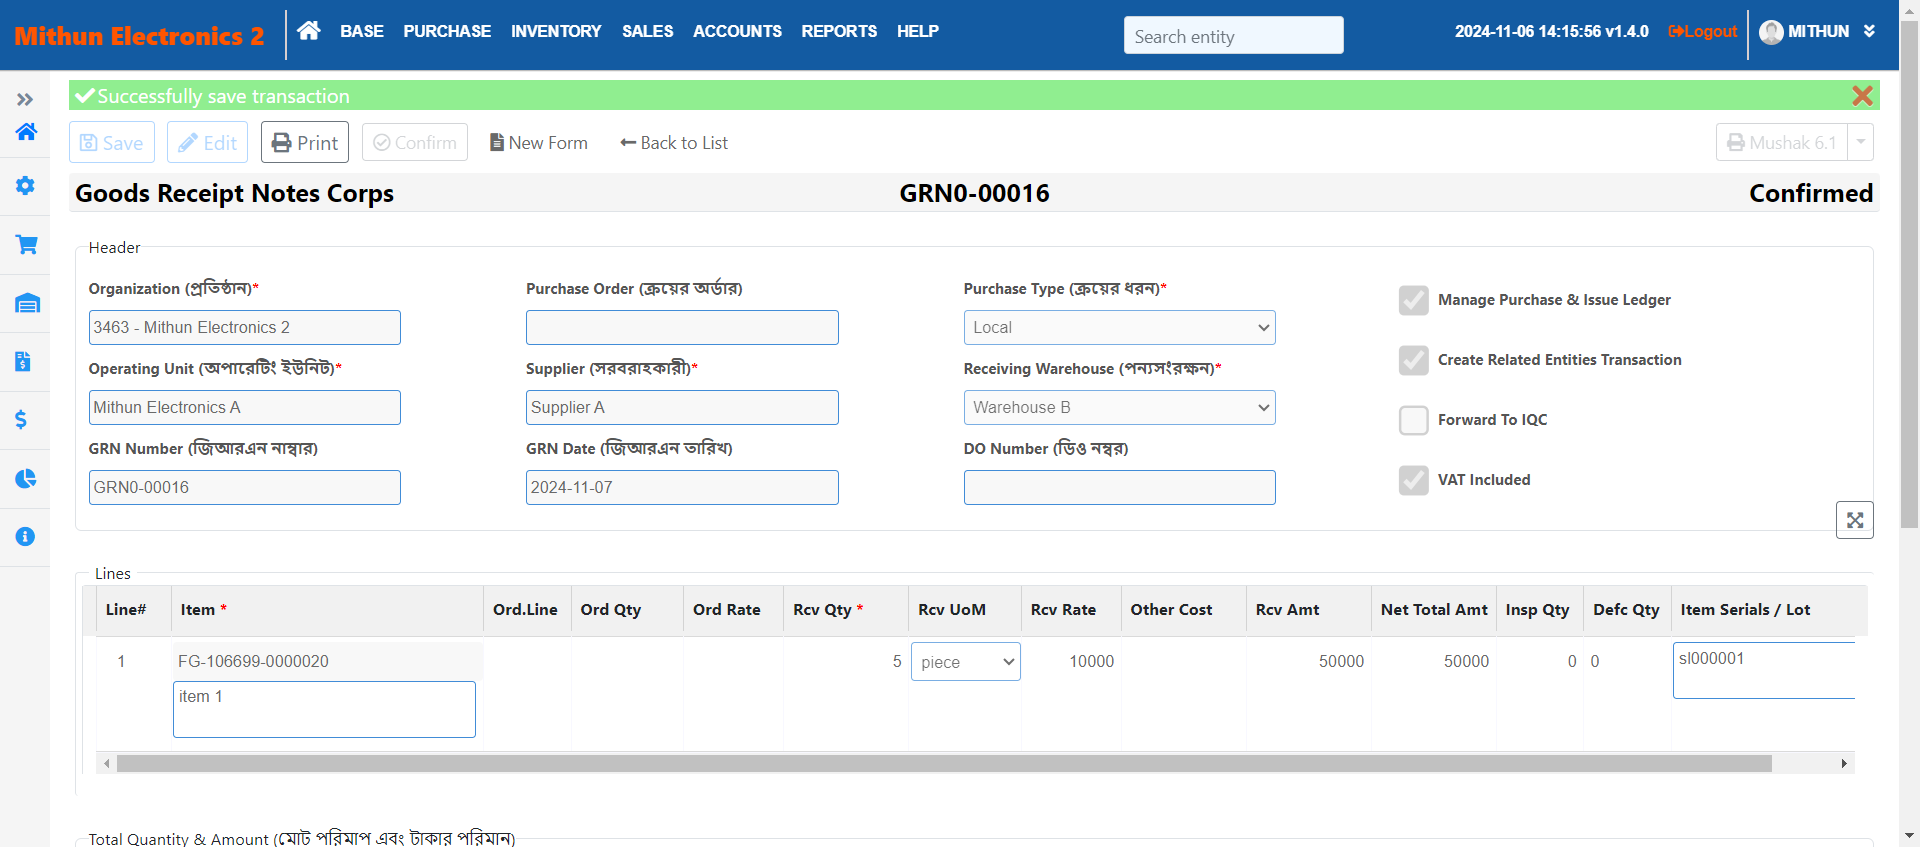 Mithun Electronics 2
BASE PURCHASE INVENTORY SALES ACCOUNTS REPORTS HELP
Search entity
2024-11-06 14:15:56 v1.4.0 Logout MITHUN
Successfully save transaction
Save Edit Print Confirm New Form Back to List Mushak 6.1
Goods Receipt Notes Corps GRN0-00016 Confirmed
Header
Organization (প্রতিষ্ঠান)* Purchase Order (ক্রয়ের অর্ডার) Purchase Type (ক্রয়ের ধরন)*
3463 - Mithun Electronics 2 Local
Manage Purchase & Issue Ledger
Operating Unit (অপারেটিং ইউনিট)* Supplier (সরবরাহকারী)* Receiving Warehouse (পন্যসংরক্ষন)*
Create Related Entities Transaction
Mithun Electronics A Supplier A Warehouse B
Forward To IQC
GRN Number (জিআরএন নাম্বার) GRN Date (জিআরএন তারিখ) DO Number (ডিও নম্বর)
GRN0-00016 2024-11-07
VAT Included
Lines
Line# Item * Ord.Line Ord Qty Ord Rate Rcv Qty * Rcv UoM Rcv Rate Other Cost Rcv Amt Net Total Amt Insp Qty Defc Qty Item Serials / Lot
1 FG-106699-0000020 5 piece 10000 50000 50000 0 0 sl000001
item 1
Total Quantity & Amount (মোট পরিমাপ এবং টাকার পরিমান)